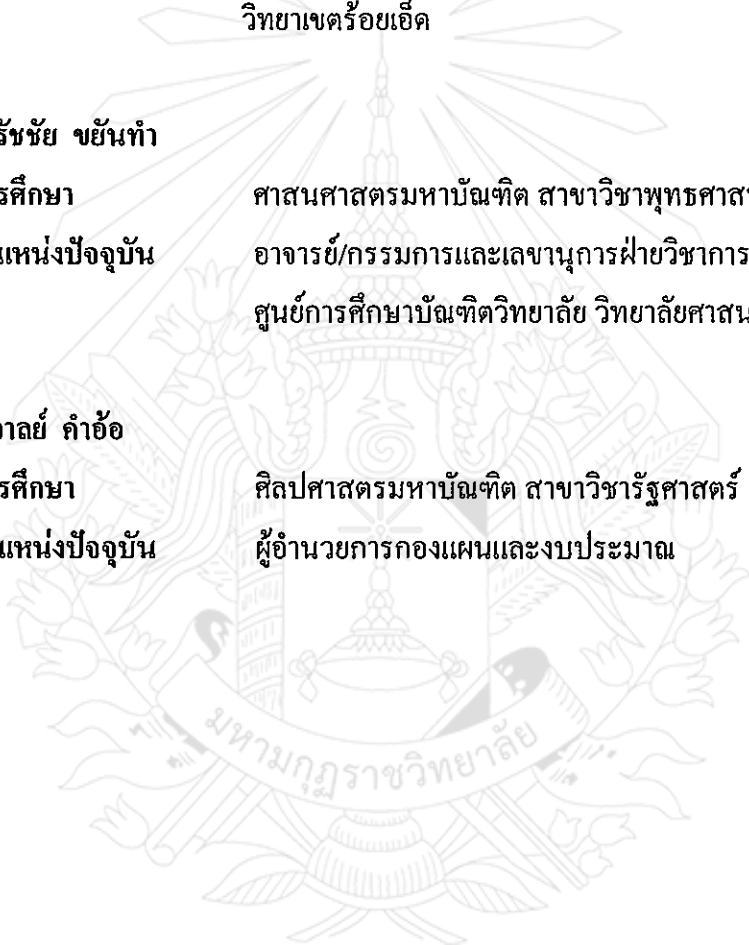 วิทยาเขตร้อยเอ็ด
รัชชัย ขยันทำ
รศึกษา ศาสนศาสตรมหาบัณฑิต สาขาวิชาพุทธศาส
แหน่งปัจจุบัน อาจารย์/กรรมการและเลขานุการฝ่ายวิชาการ
ศูนย์การศึกษาบัณฑิตวิทยาลัย วิทยาลัยศาสน
าลย์ คำอ้อ
รศึกษา ศิลปศาสตรมหาบัณฑิต สาขาวิชารัฐศาสตร์
แหน่งปัจจุบัน ผู้อำนวยการกองแผนและงบประมาณ
มหามกุฏราชวิทยาลัย